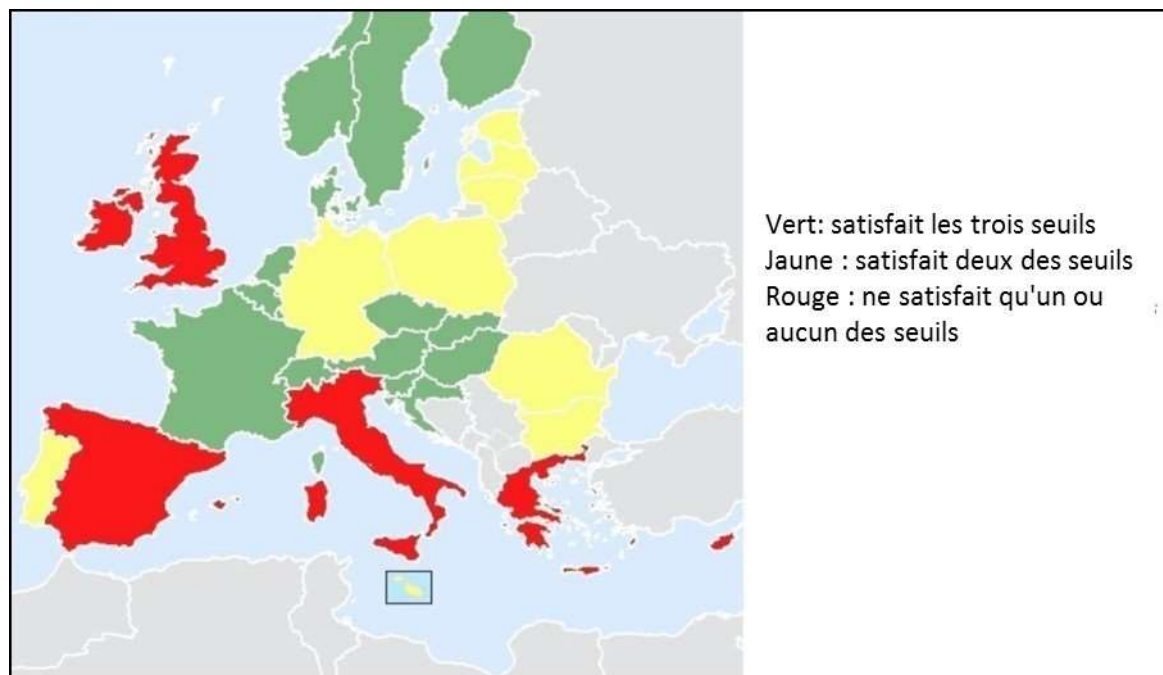 Vert: satisfait les trois seuils
Jaune : satisfait deux des seuils
Rouge : ne satisfait qu'un ou
aucun des seuils